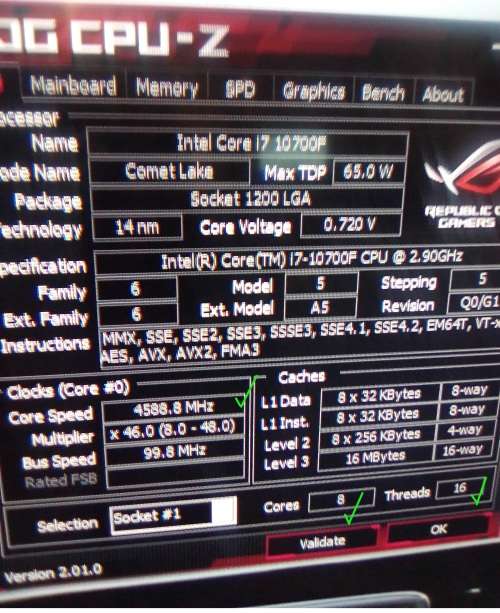 OG CPU-Z
Mainboard Memory SPD Graphics Bench About
ocessor
Name Intel Core i7 10700F
ode Name Comet Lake Max TDP 65.0 W
Package Socket 1200 LGA
echnology 14 nm Core Voltage 0.720 V
REPUBLIC O
GAMERS
pecification Intel(R) Core(TM) i7-10700F CPU @ 2.90GHz
Family 6 Model 5 Stepping 5
Ext. Family 6 Ext. Model A5 Revision Q0/G1
Instructions MMX, SSE, SSE2, SSE3, SSSE3, SSE4.1, SSE4.2, EM64T, VT-x
AES, AVX, AVX2, FMA3
Clocks (Core #0)
Core Speed 4588.8 MHz
Multiplier x 46.0 (8.0 - 48.0)
Bus Speed 99.8 MHz
Rated FSB
Caches
L1 Data 8 x 32 KBytes 8-way
L1 Inst. 8 x 32 KBytes 8-way
Level 2 8 x 256 KBytes 4-way
Level 3 16 MBytes 16-way
Selection Socket #1 Cores 8 Threads 16
Validate OK
Version 2.01.0